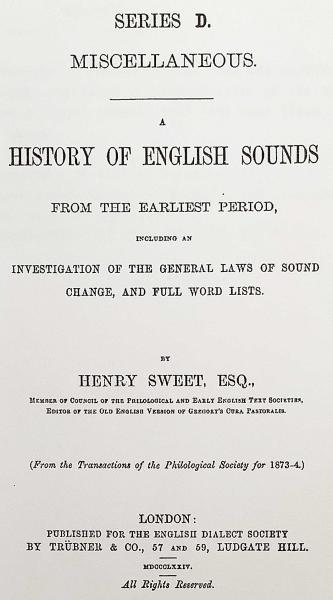 SERIES D.
MISCELLANEOUS.
A
HISTORY OF ENGLISH SOUNDS
FROM THE EARLIEST PERIOD,
INCLUDING AN
INVESTIGATION OF THE GENERAL LAWS OF SOUND
CHANGE, AND FULL WORD LISTS.
BY
HENRY SWEET, ESQ.,
MEMBER OF COUNCIL OF THE PHILOLOGICAL AND EARLY ENGLISH TEXT SOCIETIES,
EDITOR OF THE OLD ENGLISH VERSION OF GREGORY'S CURA PASTORALIS.
(From the Transactions of the Philological Society for 1873-4.)
LONDON:
PUBLISHED FOR THE ENGLISH DIALECT SOCIETY
BY TRÜBNER & CO., 57 AND 59, LUDGATE HILL.
MDCCCLXXIV.
All Rights Reserved.